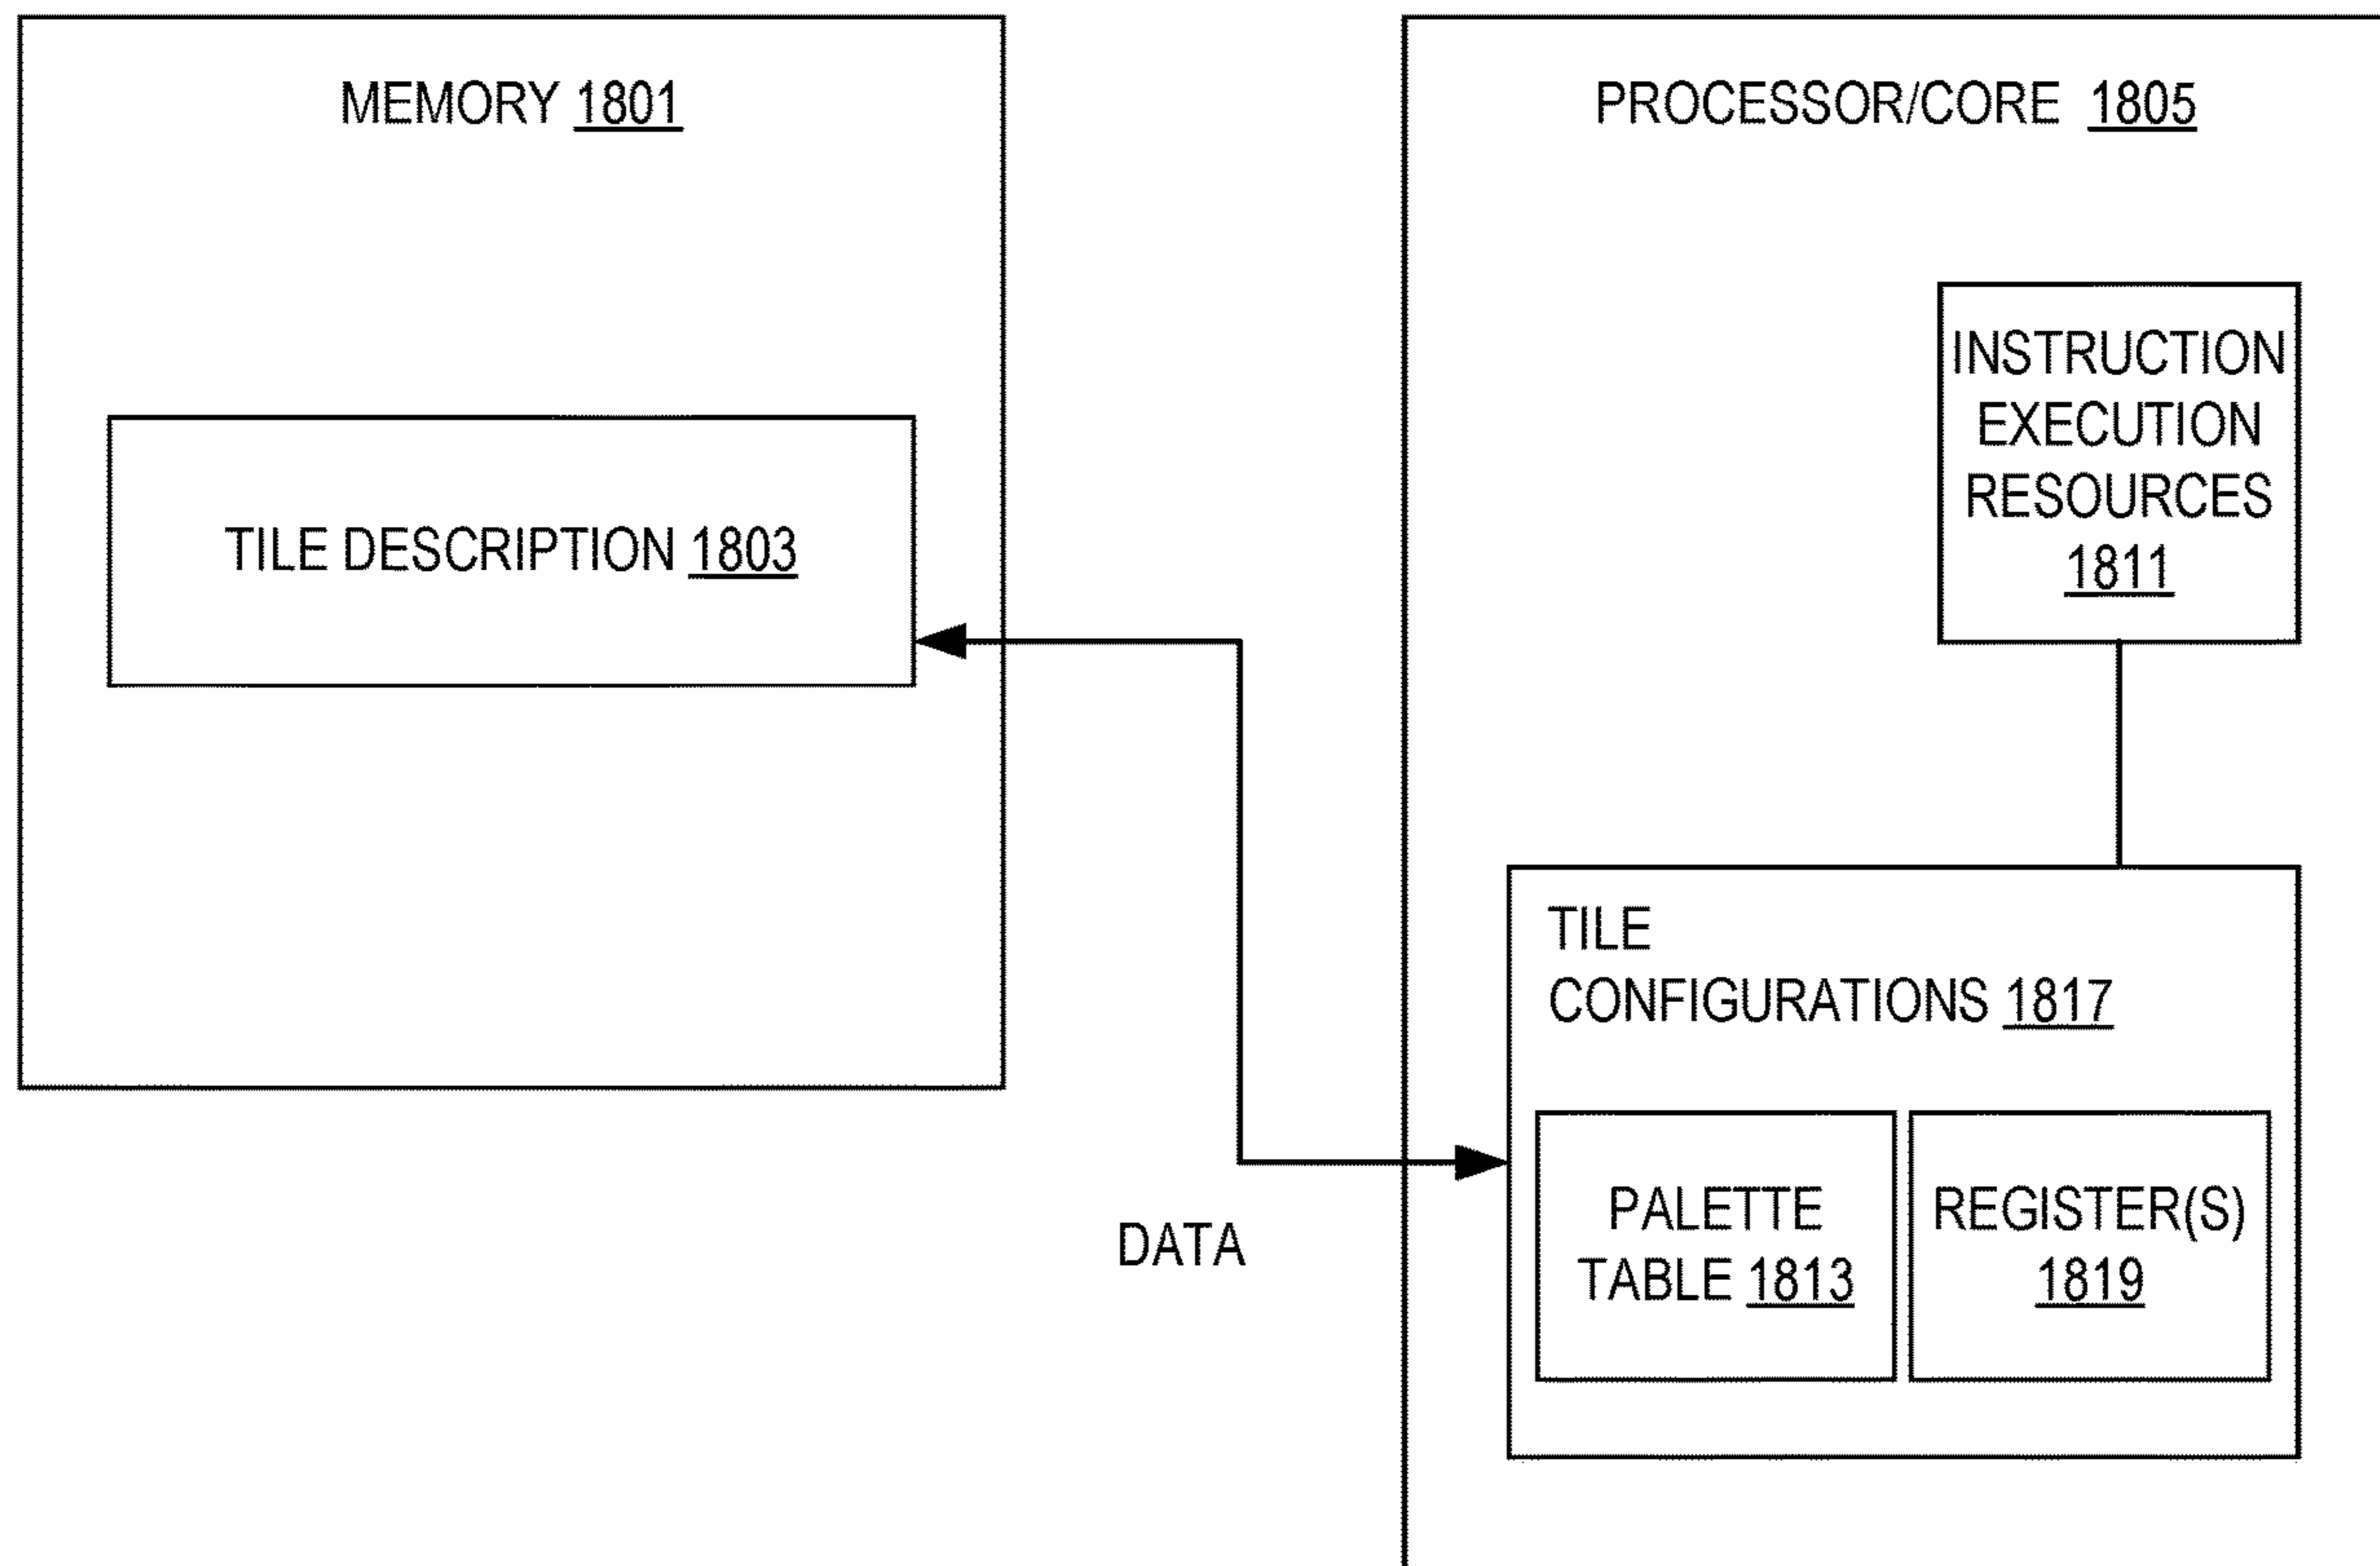 MEMORY 1801
TILE DESCRIPTION 1803
DATA
PROCESSOR/CORE 1805
INSTRUCTION
EXECUTION
RESOURCES
1811
TILE
CONFIGURATIONS 1817
PALETTE
TABLE 1813
REGISTER(S)
1819